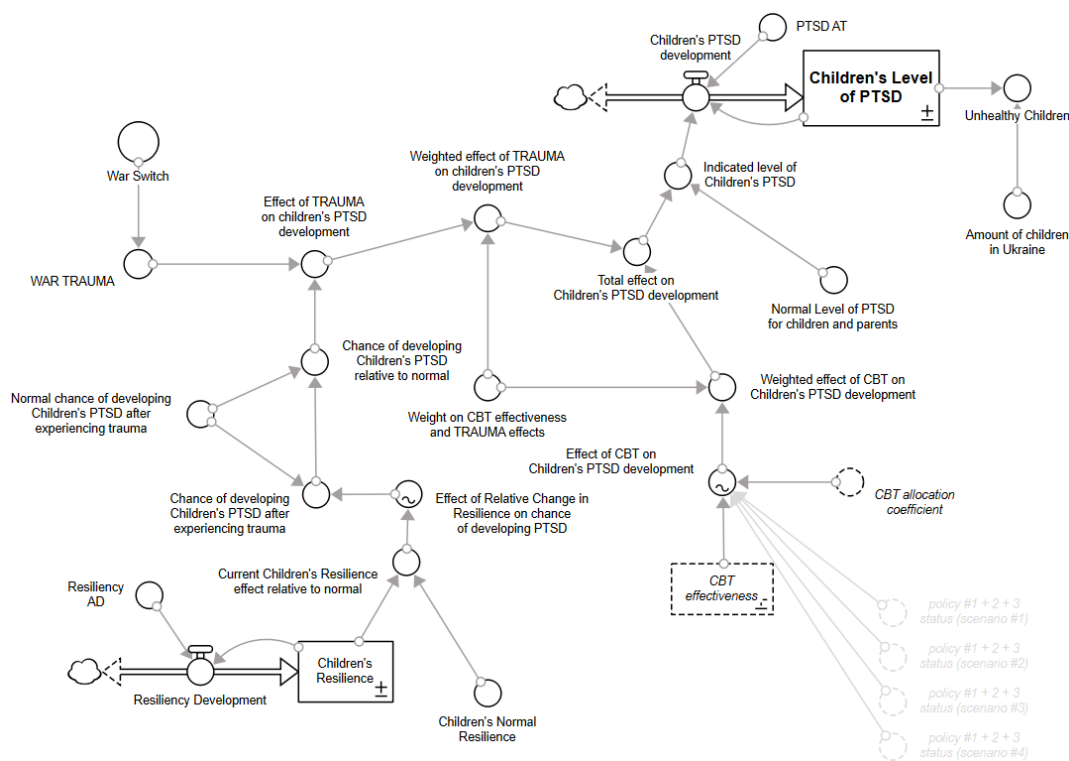 PTSD AT
Children's PTSD
development
Children's Level
of PTSD
Unhealthy Children
War Switch
Weighted effect of TRAUMA
on children's PTSD
development
Indicated level of
Children's PTSD
Effect of TRAUMA
on children's PTSD
development
Amount of children
in Ukraine
WAR TRAUMA
Total effect on
Children's PTSD development
Normal Level of PTSD
for children and parents
Chance of developing
Children's PTSD
relative to normal
Normal chance of developing
Children's PTSD after
experiencing trauma
Weight on CBT effectiveness
and TRAUMA effects
Weighted effect of CBT on
Children's PTSD development
Effect of CBT on
Children's PTSD development
Chance of developing
Children's PTSD after
experiencing trauma
Effect of Relative Change in
Resilience on chance
of developing PTSD
CBT allocation
coefficient
Current Children's Resilience
effect relative to normal
CBT
effectiveness
Resiliency
AD
Children's
Resilience
Resiliency Development
Children's Normal
Resilience
policy #1 + 2 + 3
status (scenario #1)
policy #1 + 2 + 3
status (scenario #2)
policy #1 + 2 + 3
status (scenario #3)
policy #1 + 2 + 3
status (scenario #4)